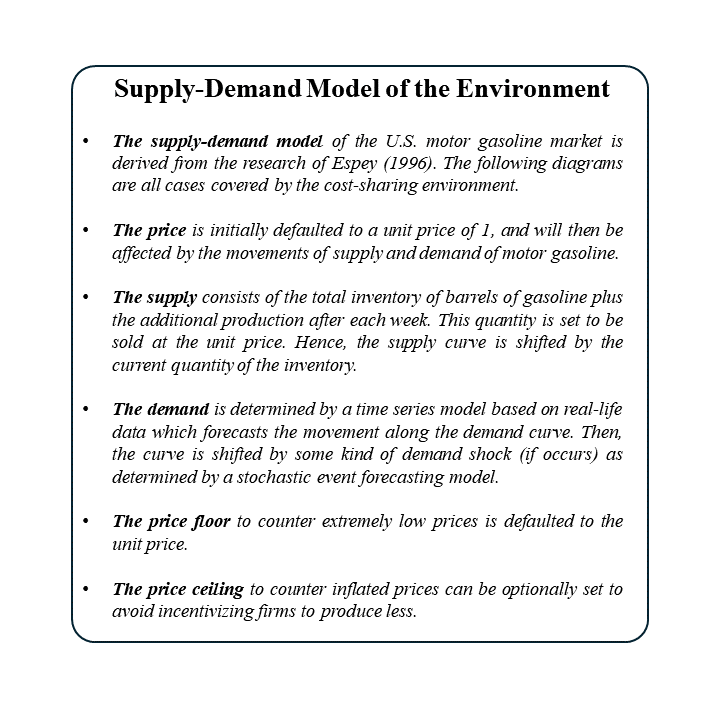 Supply-Demand Model of the Environment
• The supply-demand model of the U.S. motor gasoline market is
derived from the research of Espey (1996). The following diagrams
are all cases covered by the cost-sharing environment.
• The price is initially defaulted to a unit price of 1, and will then be
affected by the movements of supply and demand of motor gasoline.
• The supply consists of the total inventory of barrels of gasoline plus
the additional production after each week. This quantity is set to be
sold at the unit price. Hence, the supply curve is shifted by the
current quantity of the inventory.
• The demand is determined by a time series model based on real-life
data which forecasts the movement along the demand curve. Then,
the curve is shifted by some kind of demand shock (if occurs) as
determined by a stochastic event forecasting model.
• The price floor to counter extremely low prices is defaulted to the
unit price.
• The price ceiling to counter inflated prices can be optionally set to
avoid incentivizing firms to produce less.